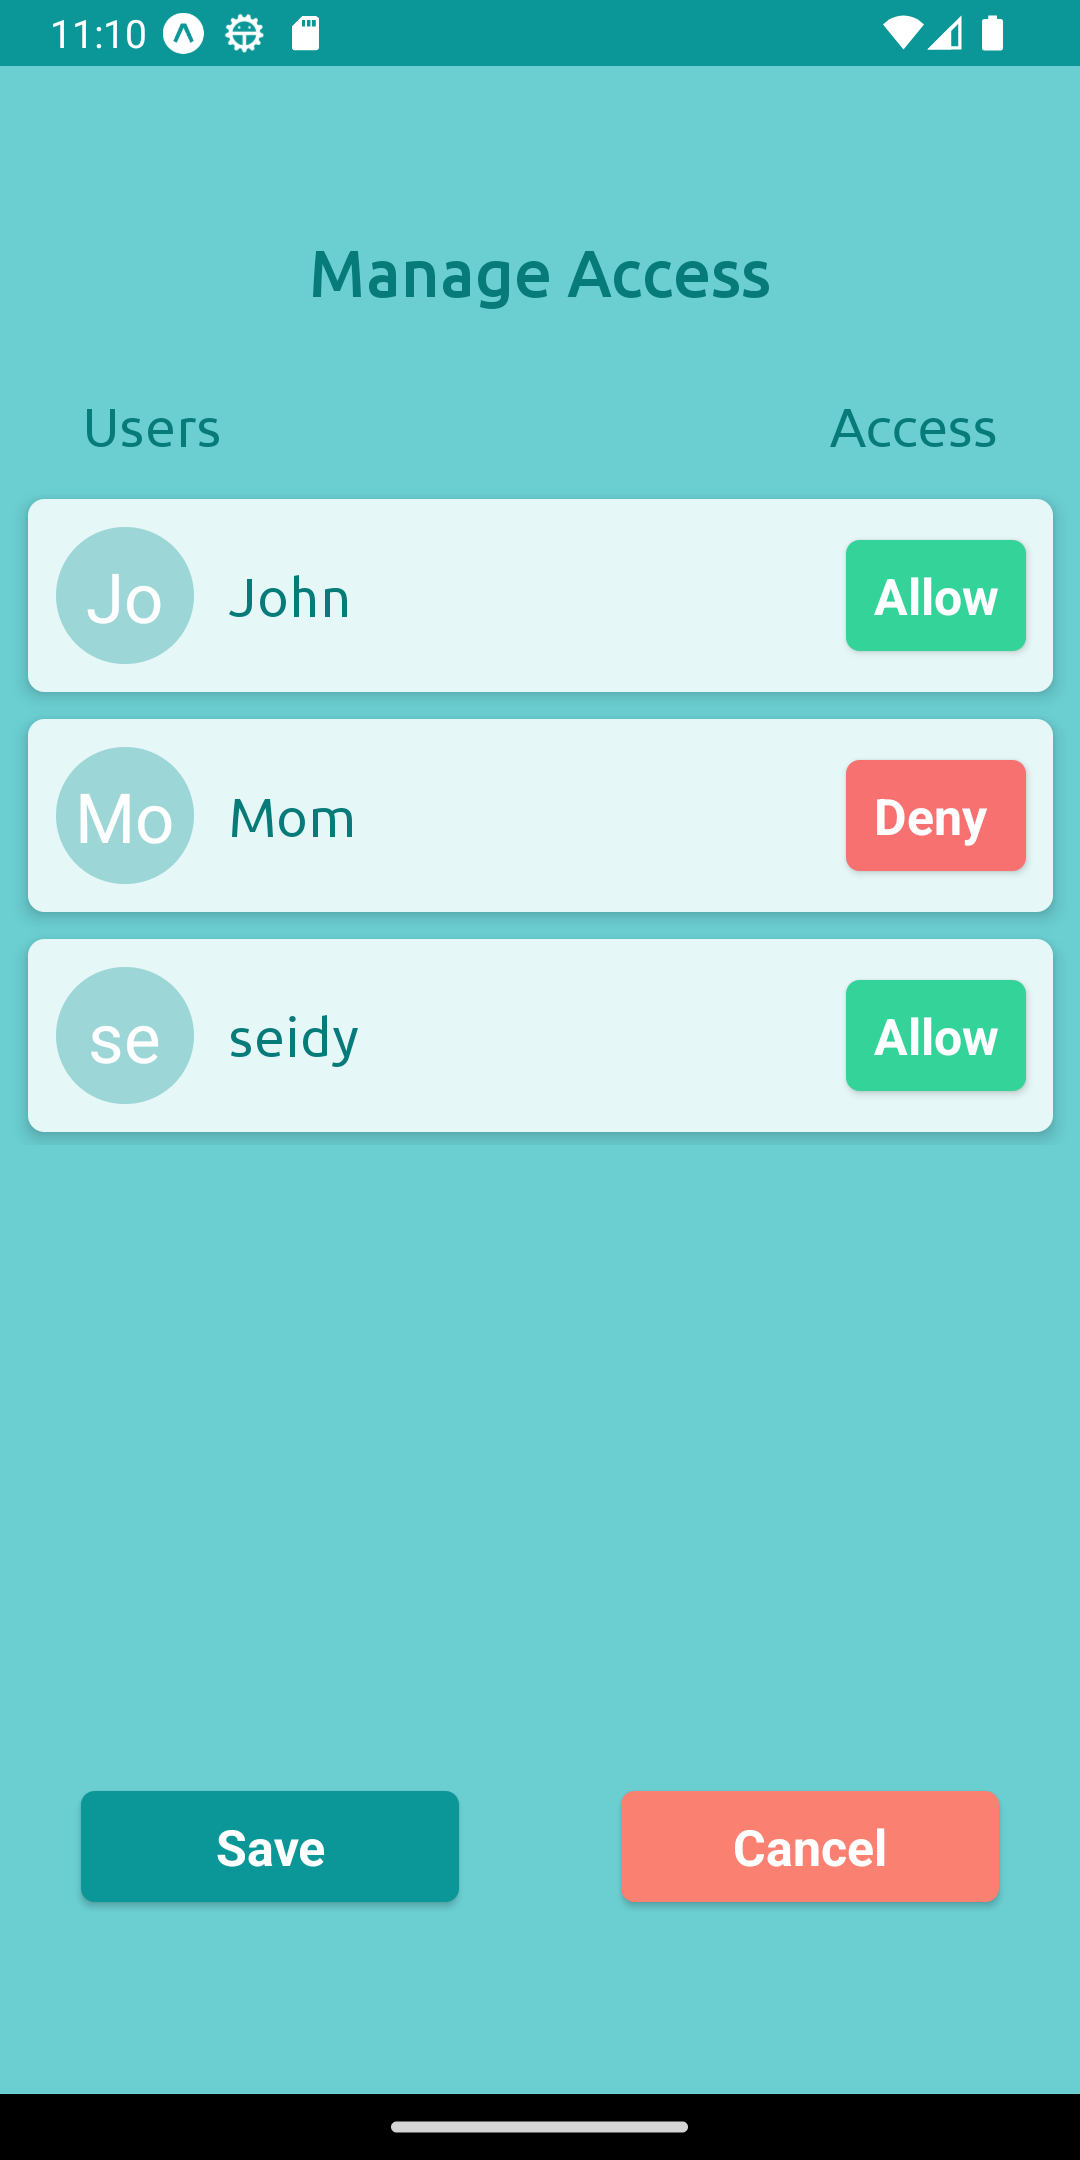 11:10
Manage Access
Users Access
Jo John Allow
Mo Mom Deny
se seidy Allow
Save Cancel